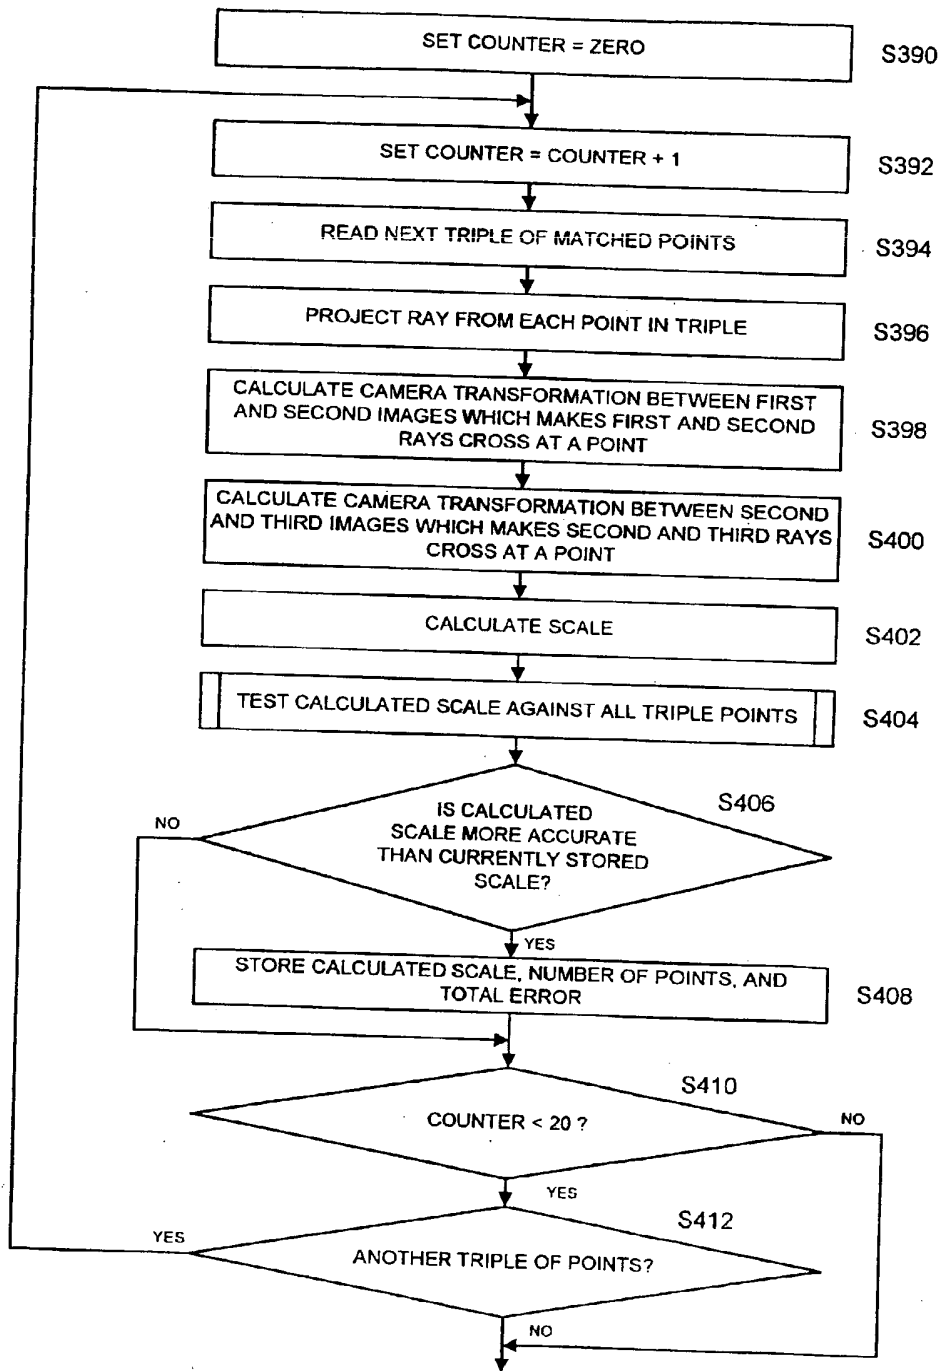 SET COUNTER = ZERO
S390
SET COUNTER = COUNTER + 1
S392
READ NEXT TRIPLE OF MATCHED POINTS
S394
PROJECT RAY FROM EACH POINT IN TRIPLE
S396
CALCULATE CAMERA TRANSFORMATION BETWEEN FIRST
AND SECOND IMAGES WHICH MAKES FIRST AND SECOND
RAYS CROSS AT A POINT
S398
CALCULATE CAMERA TRANSFORMATION BETWEEN SECOND
AND THIRD IMAGES WHICH MAKES SECOND AND THIRD RAYS
CROSS AT A POINT
S400
CALCULATE SCALE
S402
TEST CALCULATED SCALE AGAINST ALL TRIPLE POINTS
S404
S406
NO
IS CALCULATED
SCALE MORE ACCURATE
THAN CURRENTLY STORED
SCALE?
YES
STORE CALCULATED SCALE, NUMBER OF POINTS, AND
TOTAL ERROR
S408
S410
COUNTER < 20 ?
NO
YES
S412
YES
ANOTHER TRIPLE OF POINTS?
NO